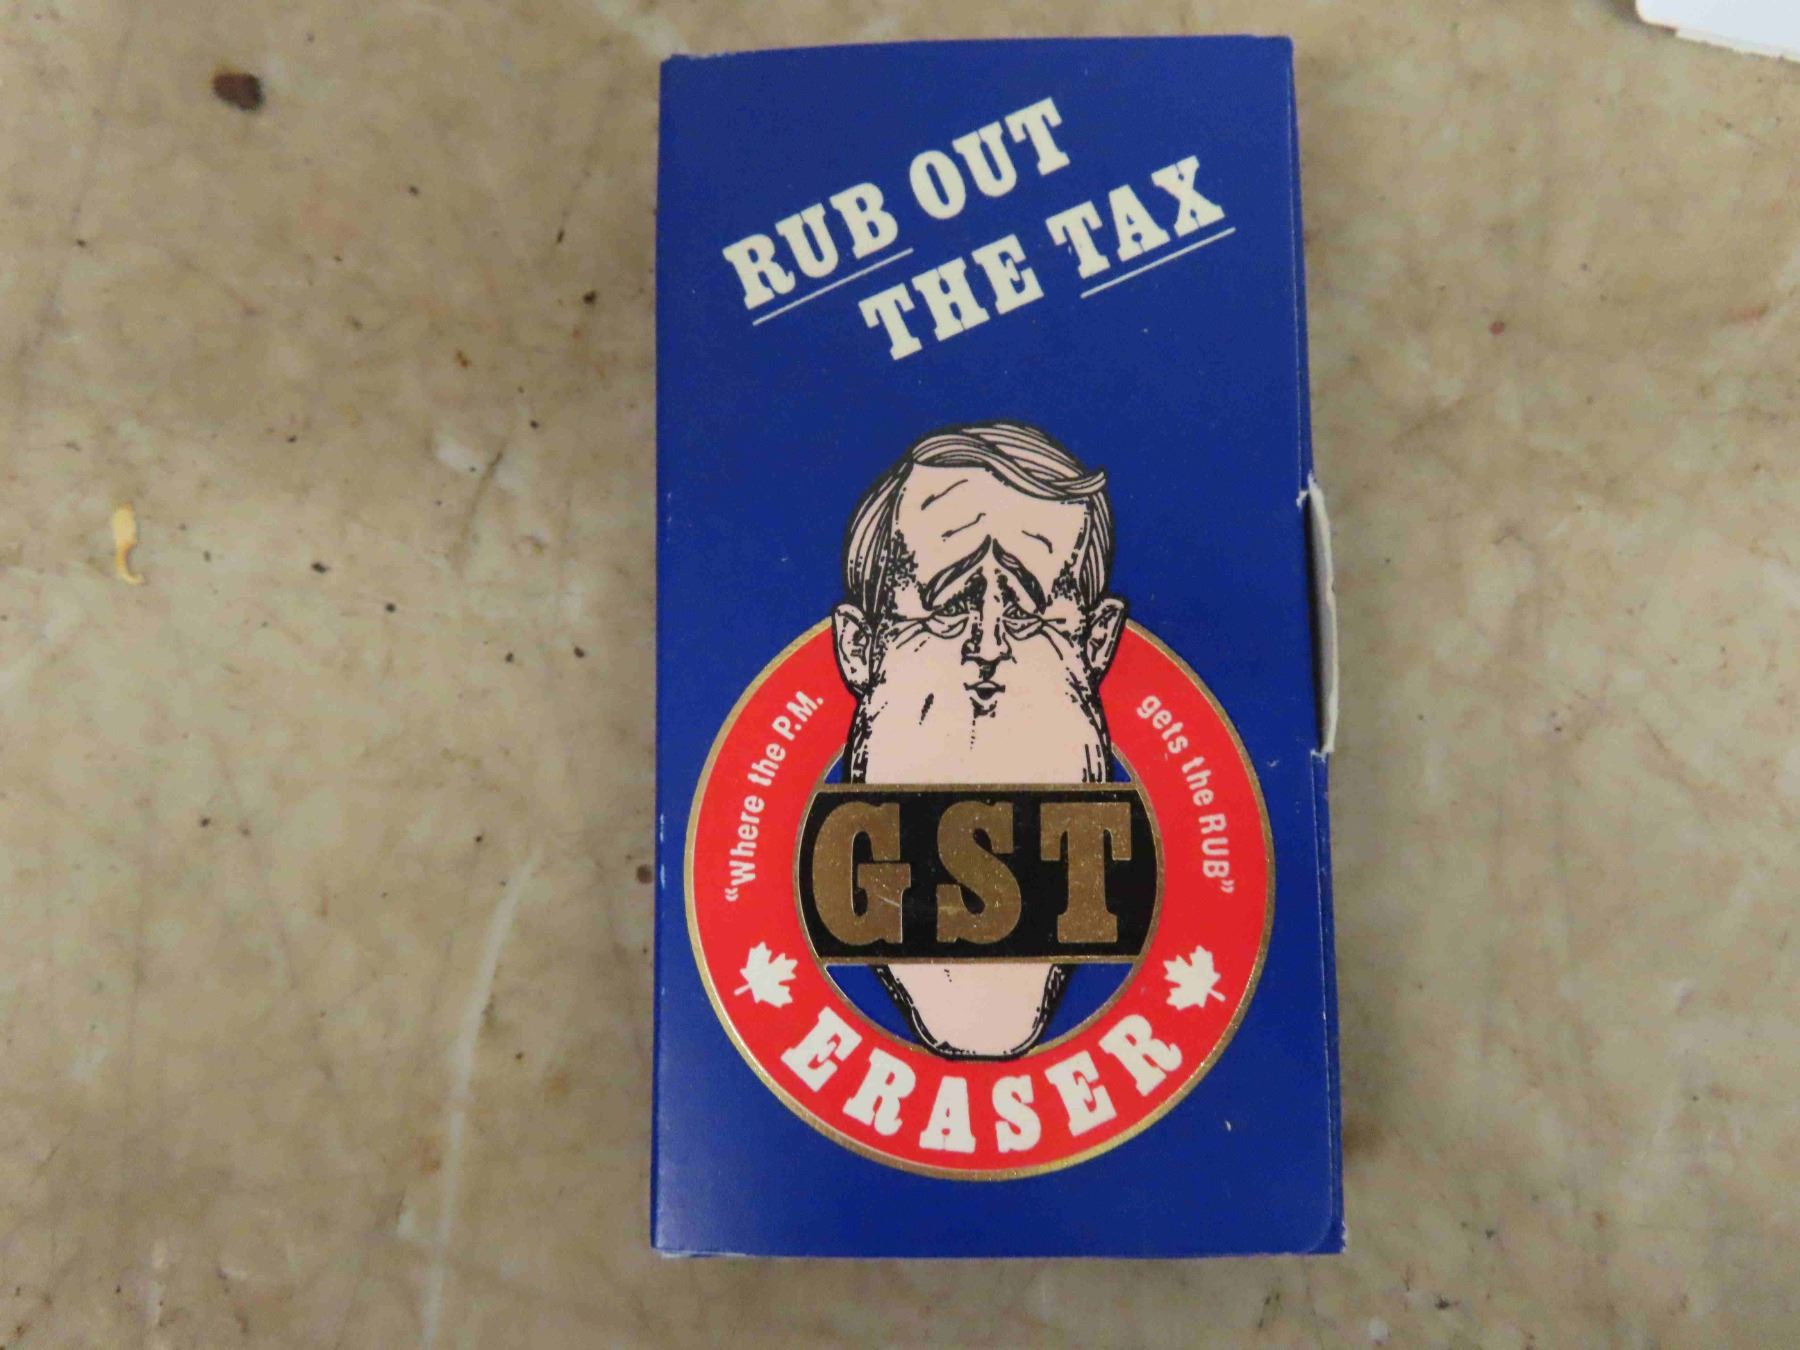 RUB OUT
THE TAX
"Where the P.M.
gets the RUB"
GST
ERASER